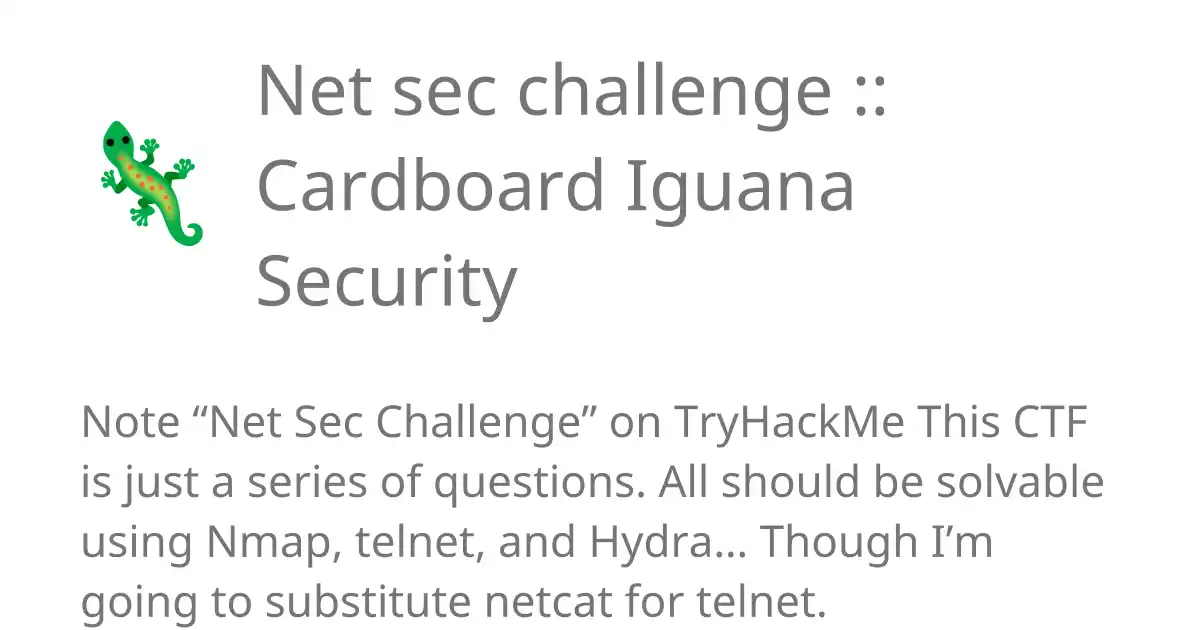 Net sec challenge ::
Cardboard Iguana
Security
Note “Net Sec Challenge” on TryHackMe This CTF
is just a series of questions. All should be solvable
using Nmap, telnet, and Hydra… Though I’m
going to substitute netcat for telnet.